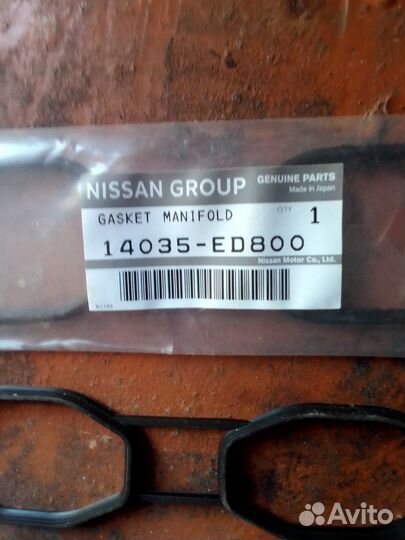 NISSAN GROUP GENUINE PARTS
Made in Japan
GASKET MANIFOLD QTY 1
14035-ED800
Nissan Motor Co., Ltd.
Avito